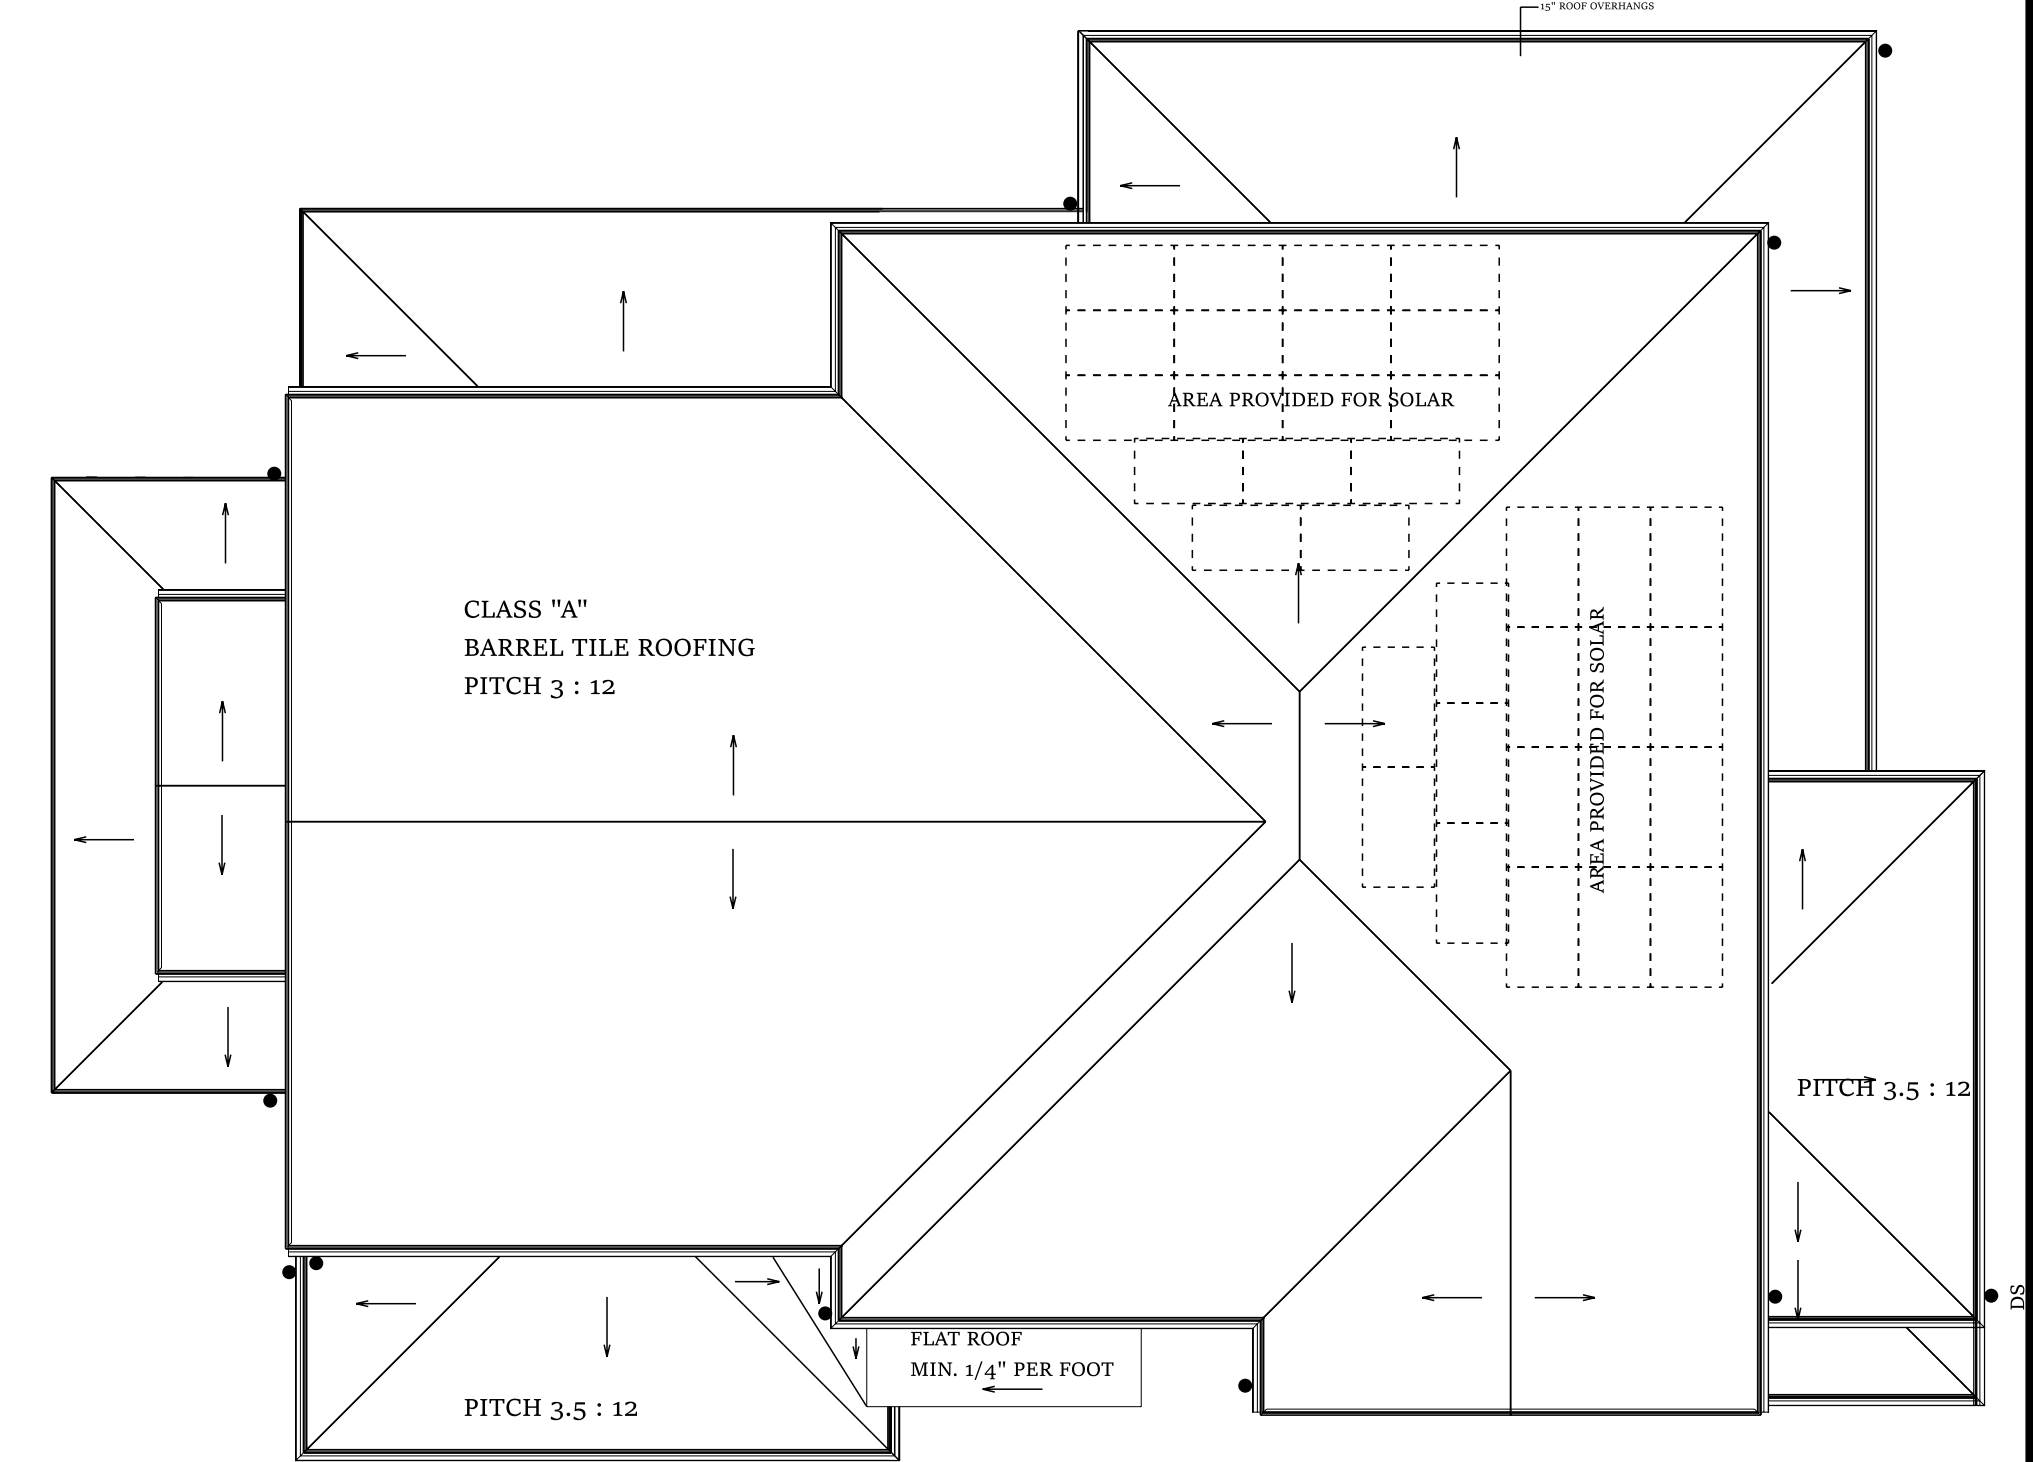 15" ROOF OVERHANGS
AREA PROVIDED FOR SOLAR
CLASS "A"
BARREL TILE ROOFING
PITCH 3 : 12
AREA PROVIDED FOR SOLAR
PITCH 3.5 : 12
DS
FLAT ROOF
MIN. 1/4" PER FOOT
PITCH 3.5 : 12